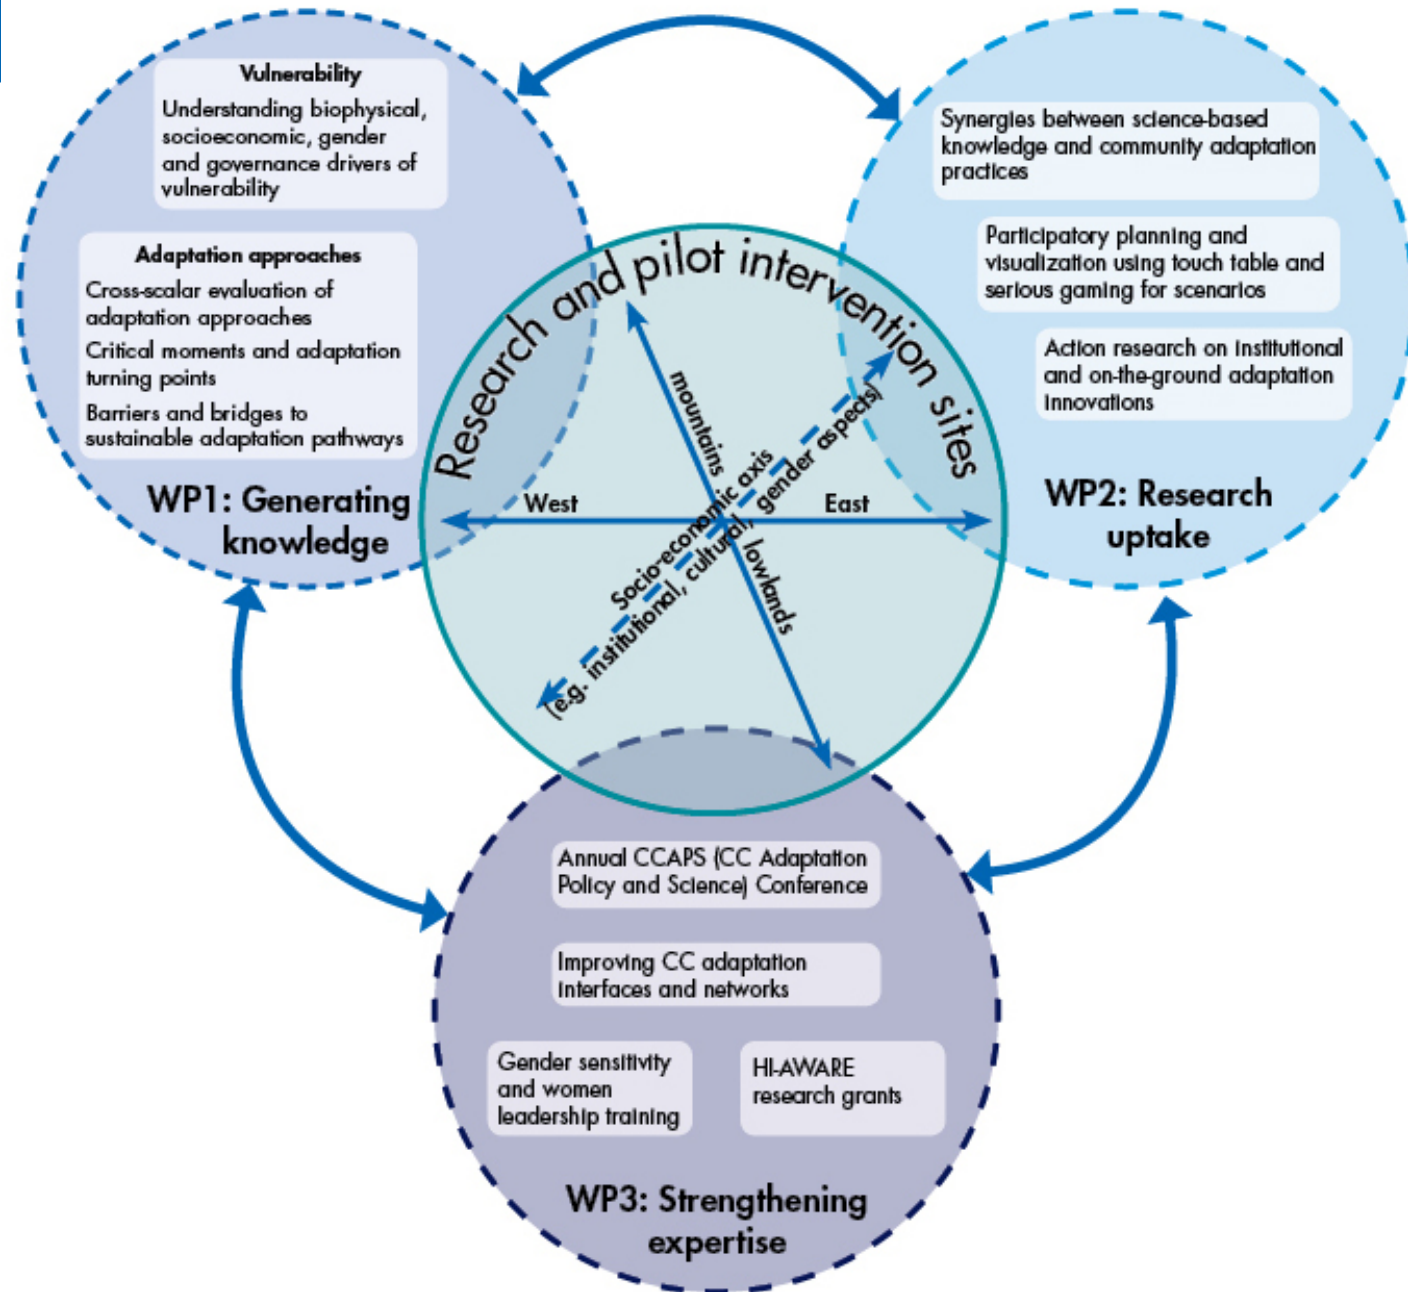 Vulnerability
Understanding biophysical,
socioeconomic, gender
and governance drivers of
vulnerability
Adaptation approaches
Cross-scalar evaluation of
adaptation approaches
Critical moments and adaptation
turning points
Barriers and bridges to
sustainable adaptation pathways
WP1: Generating
knowledge
Synergies between science-based
knowledge and community adaptation
practices
Participatory planning and
visualization using touch table and
serious gaming for scenarios
Action research on institutional
and on-the-ground adaptation
innovations
WP2: Research
uptake
Research and pilot intervention sites
mountains
West
East
lowlands
Socio-economic axis
(e.g. institutional, cultural, gender aspects)
Annual CCAPS (CC Adaptation
Policy and Science) Conference
Improving CC adaptation
interfaces and networks
Gender sensitivity
and women
leadership training
HI-AWARE
research grants
WP3: Strengthening
expertise